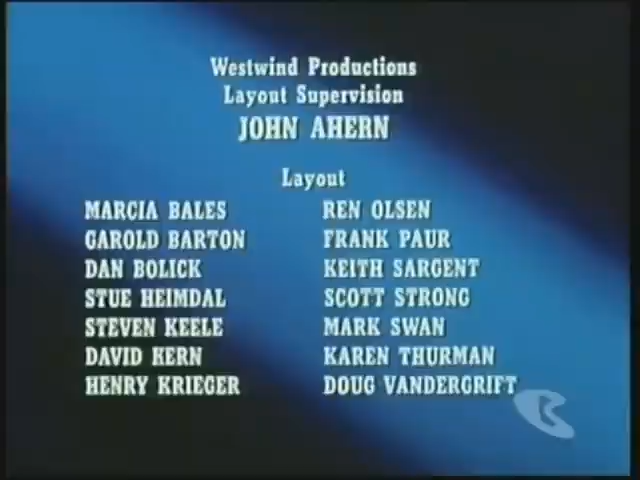 Westwind Productions
Layout Supervision
JOHN AHERN
Layout
MARCIA BALES
GAROLD BARTON
DAN BOLICK
STUE HEIMDAL
STEVEN KEELE
DAVID KERN
HENRY KRIEGER
REN OLSEN
FRANK PAUR
KEITH SARGENT
SCOTT STRONG
MARK SWAN
KAREN THURMAN
DOUG VANDERGRIFT